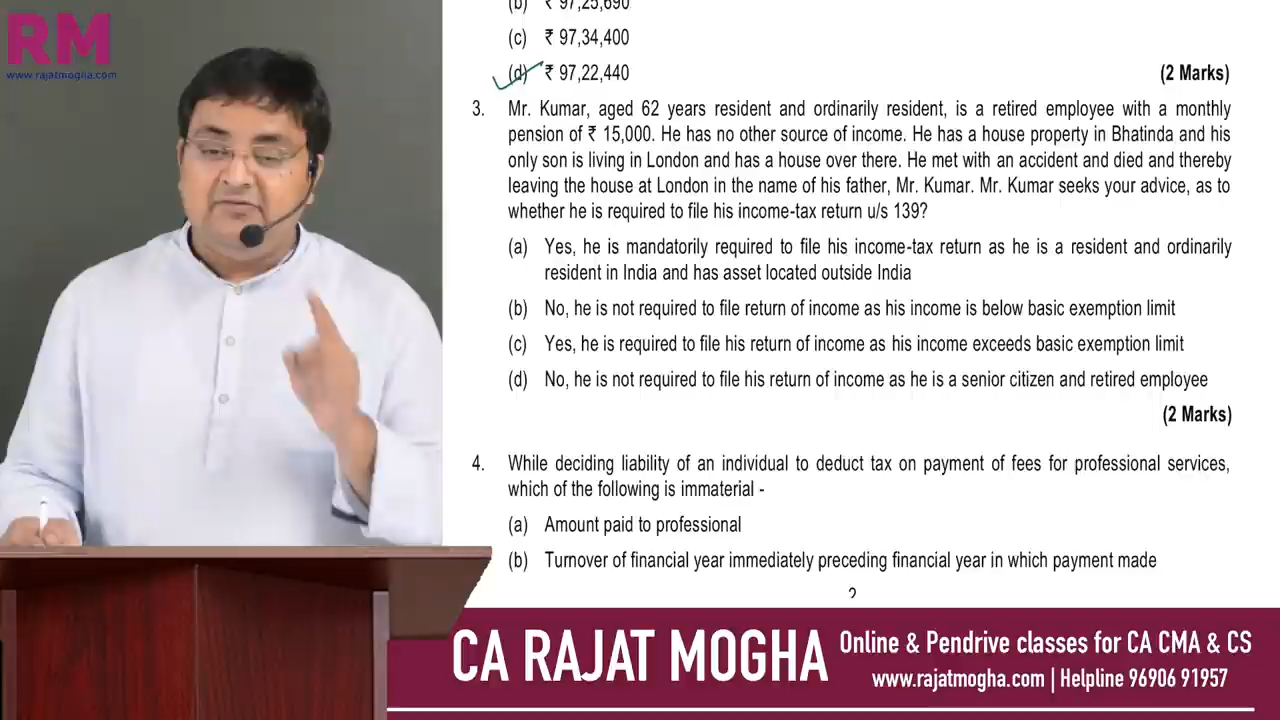 RM
www.rajatmogha.com
(b) ₹ 97,25,690
(c) ₹ 97,34,400
(d) ₹ 97,22,440 (2 Marks)
3. Mr. Kumar, aged 62 years resident and ordinarily resident, is a retired employee with a monthly
pension of ₹ 15,000. He has no other source of income. He has a house property in Bhatinda and his
only son is living in London and has a house over there. He met with an accident and died and thereby
leaving the house at London in the name of his father, Mr. Kumar. Mr. Kumar seeks your advice, as to
whether he is required to file his income-tax return u/s 139?
(a) Yes, he is mandatorily required to file his income-tax return as he is a resident and ordinarily
resident in India and has asset located outside India
(b) No, he is not required to file return of income as his income is below basic exemption limit
(c) Yes, he is required to file his return of income as his income exceeds basic exemption limit
(d) No, he is not required to file his return of income as he is a senior citizen and retired employee
(2 Marks)
4. While deciding liability of an individual to deduct tax on payment of fees for professional services,
which of the following is immaterial -
(a) Amount paid to professional
(b) Turnover of financial year immediately preceding financial year in which payment made
2
CA RAJAT MOGHA
Online & Pendrive classes for CA CMA & CS
www.rajatmogha.com | Helpline 96906 91957